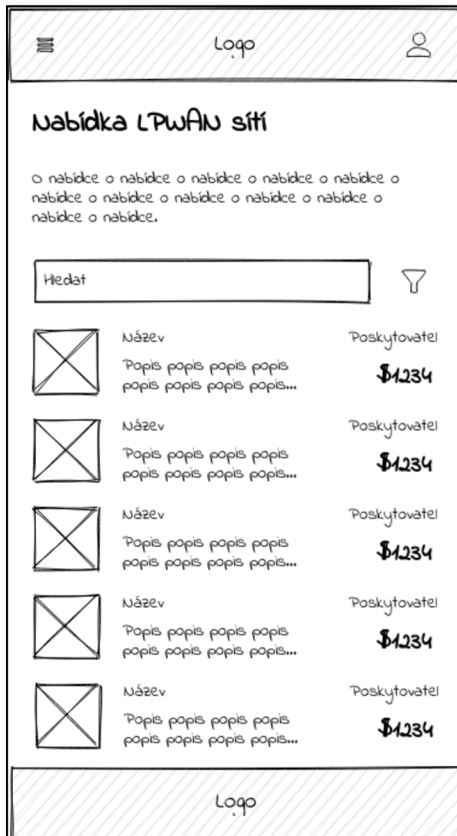 Logo
Nabídka LPWAN sítí
O nabídce o nabídce o nabídce o nabídce o nabídce o
nabídce o nabídce o nabídce o nabídce o nabídce o
nabídce o nabídce.
Hledat
Název Poskytovatel
Popis popis popis popis
popis popis popis popis... $1234
Název Poskytovatel
Popis popis popis popis
popis popis popis popis... $1234
Název Poskytovatel
Popis popis popis popis
popis popis popis popis... $1234
Název Poskytovatel
Popis popis popis popis
popis popis popis popis... $1234
Název Poskytovatel
Popis popis popis popis
popis popis popis popis... $1234
Logo